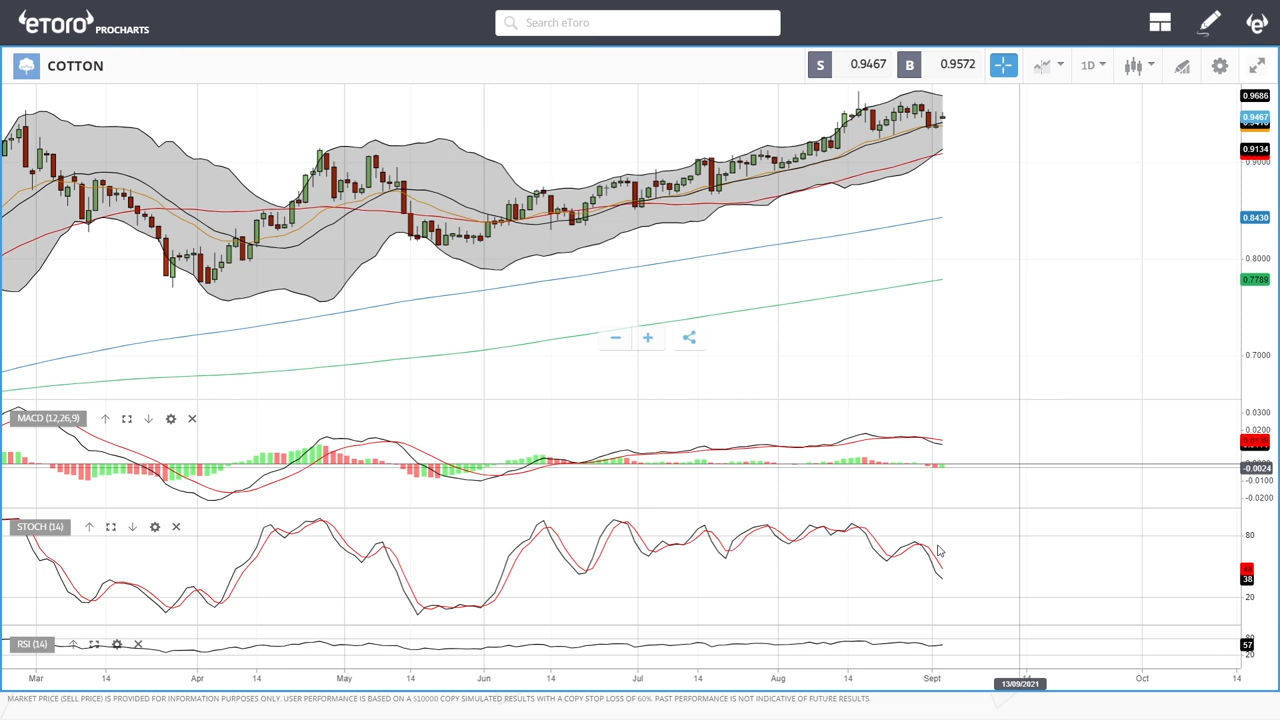 eToro PROCHARTS
Search eToro
COTTON
S 0.9467 B 0.9572 1D
0.9686
0.9467
0.9134
0.9000
0.8430
0.8000
0.7789
0.7000
MACD (12,26,9)
0.0300
0.0200
0.0139
-0.0024
-0.0100
-0.0200
STOCH (14)
80
38
20
RSI (14)
80
57
20
Mar 14 Apr 14 May 14 Jun 14 Jul 14 Aug 14 Sept 14 Oct 14
13/09/2021
MARKET PRICE (SELL PRICE) IS PROVIDED FOR INFORMATION PURPOSES ONLY. USER PERFORMANCE IS BASED ON A $10000 COPY SIMULATED RESULTS WITH A COPY STOP LOSS OF 60%. PAST PERFORMANCE IS NOT INDICATIVE OF FUTURE RESULTS.